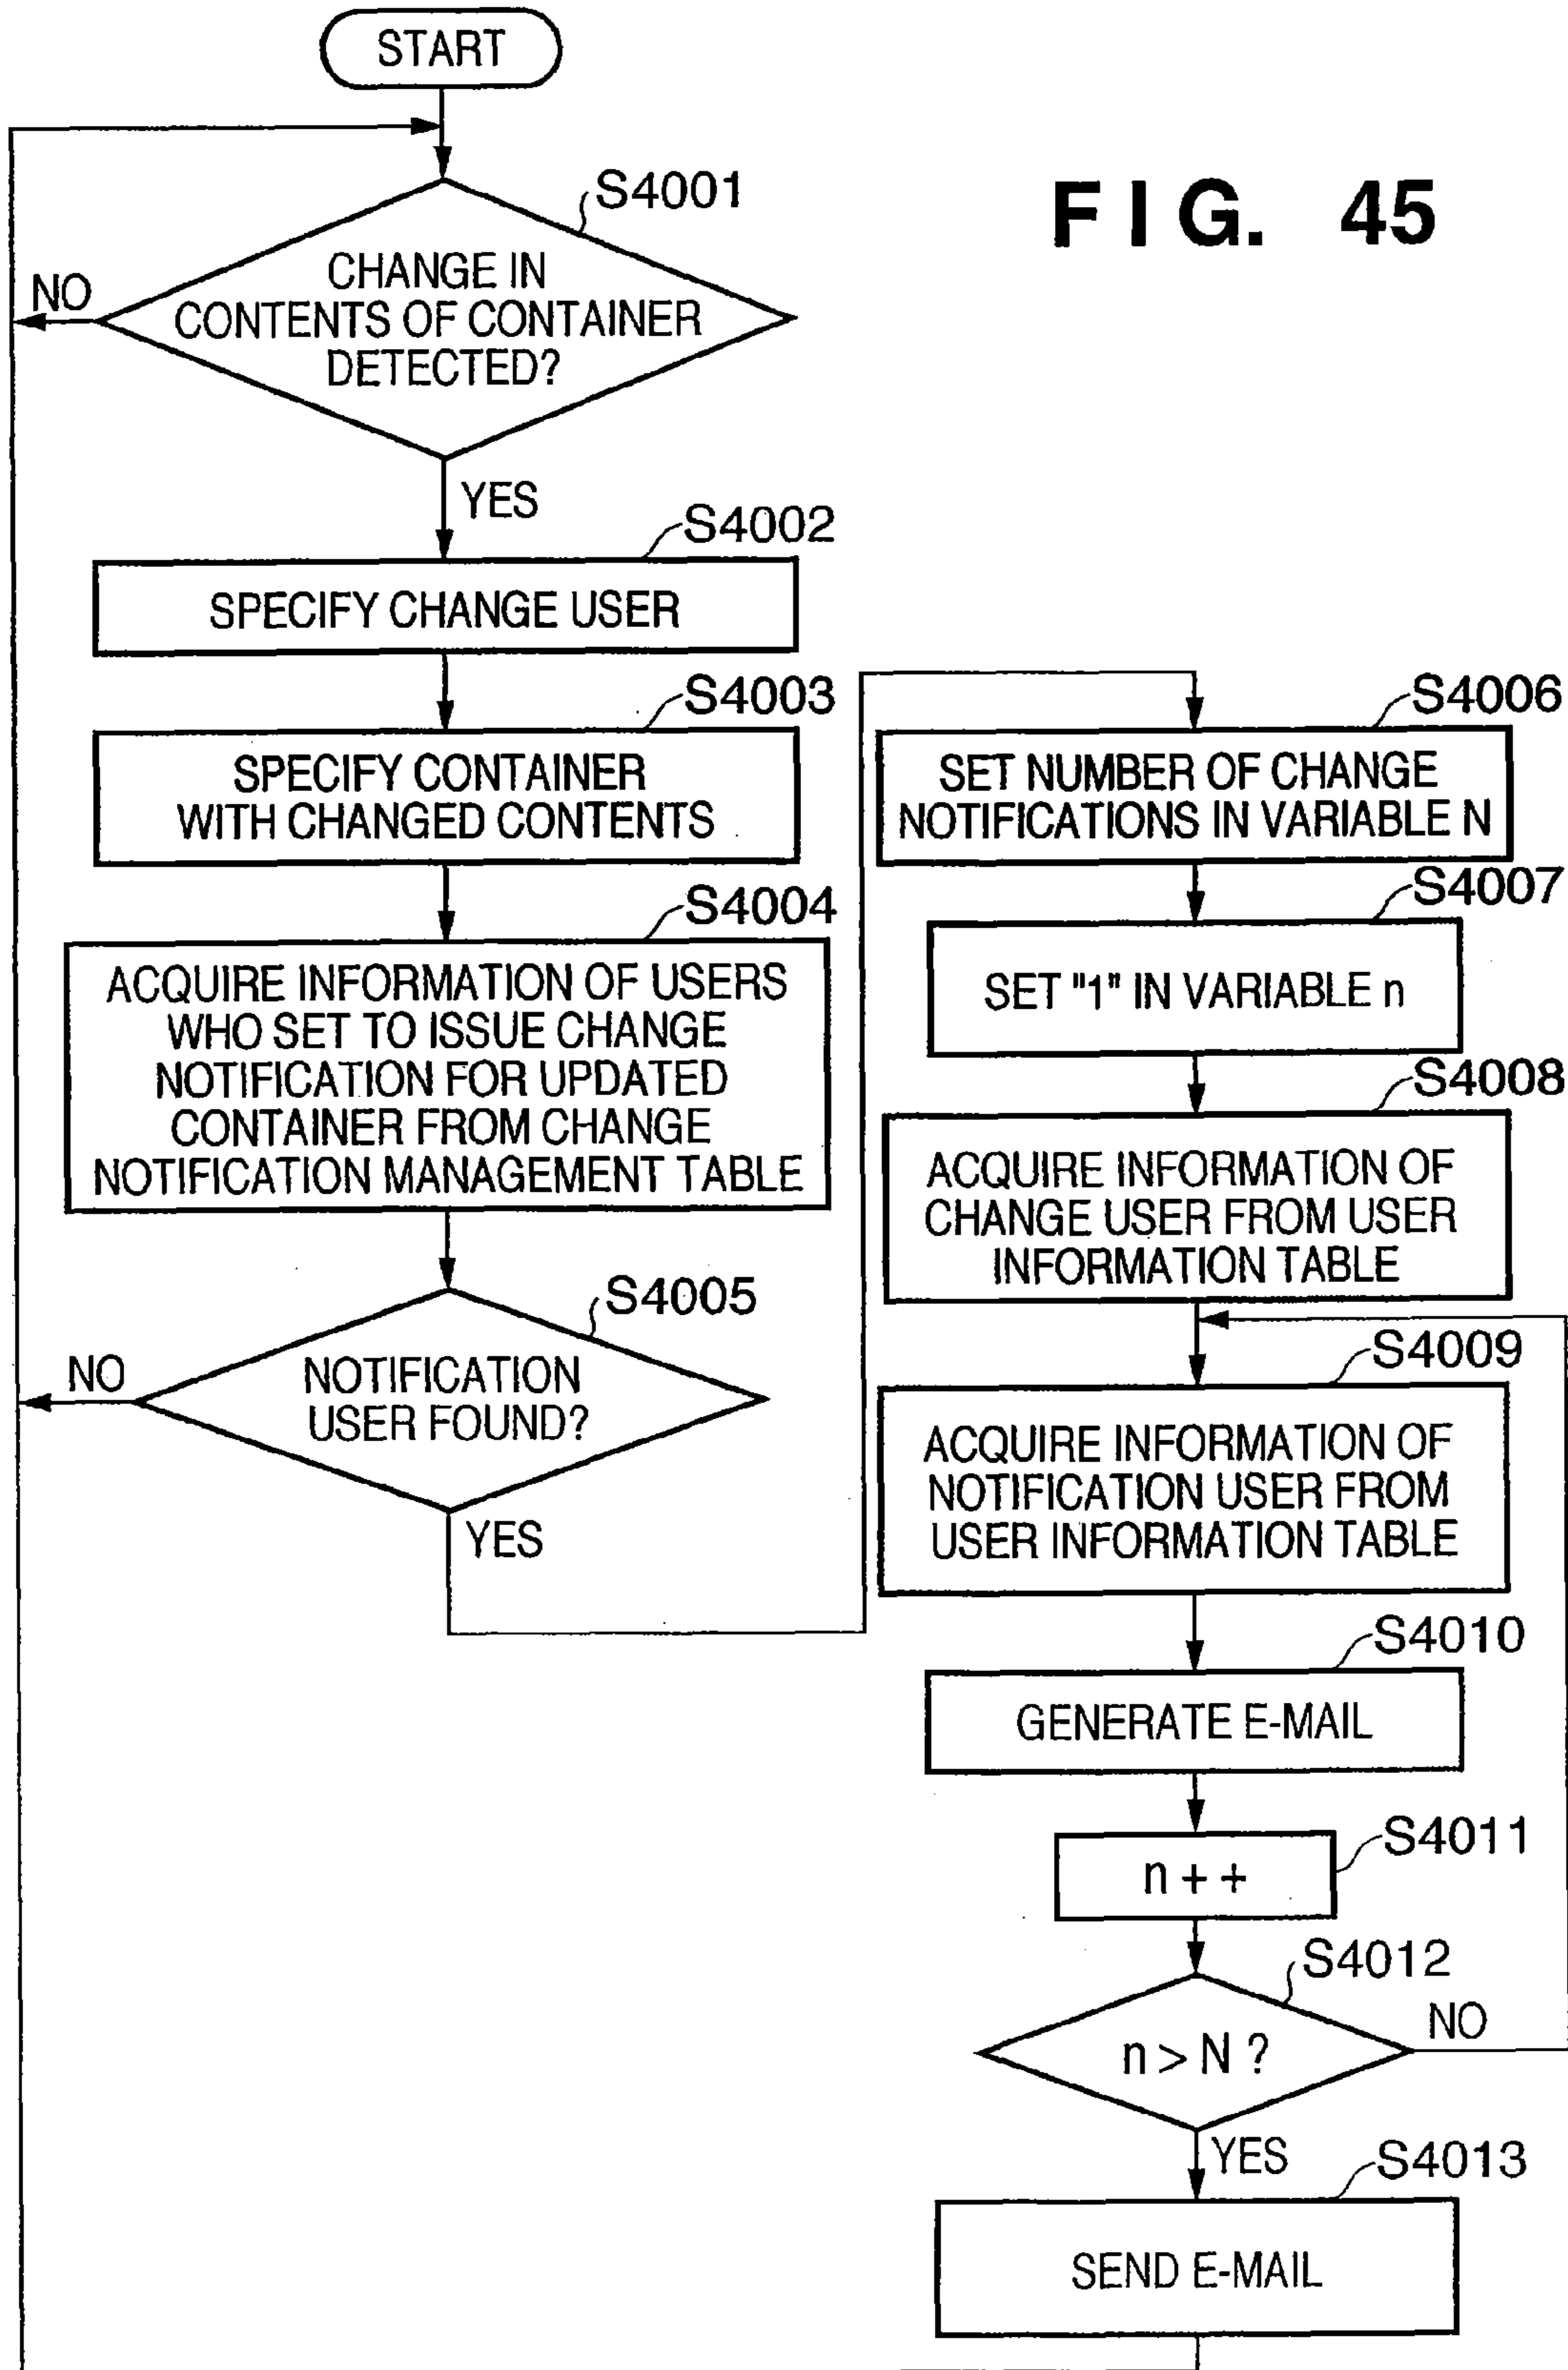 START
FIG. 45
S4001
CHANGE IN
CONTENTS OF CONTAINER
DETECTED?
NO
YES
S4002
SPECIFY CHANGE USER
S4003
SPECIFY CONTAINER
WITH CHANGED CONTENTS
S4004
ACQUIRE INFORMATION OF USERS
WHO SET TO ISSUE CHANGE
NOTIFICATION FOR UPDATED
CONTAINER FROM CHANGE
NOTIFICATION MANAGEMENT TABLE
S4005
NOTIFICATION
USER FOUND?
NO
YES
S4006
SET NUMBER OF CHANGE
NOTIFICATIONS IN VARIABLE N
S4007
SET "1" IN VARIABLE n
S4008
ACQUIRE INFORMATION OF
CHANGE USER FROM USER
INFORMATION TABLE
S4009
ACQUIRE INFORMATION OF
NOTIFICATION USER FROM
USER INFORMATION TABLE
S4010
GENERATE E-MAIL
S4011
n + +
S4012
n > N ?
NO
YES
S4013
SEND E-MAIL